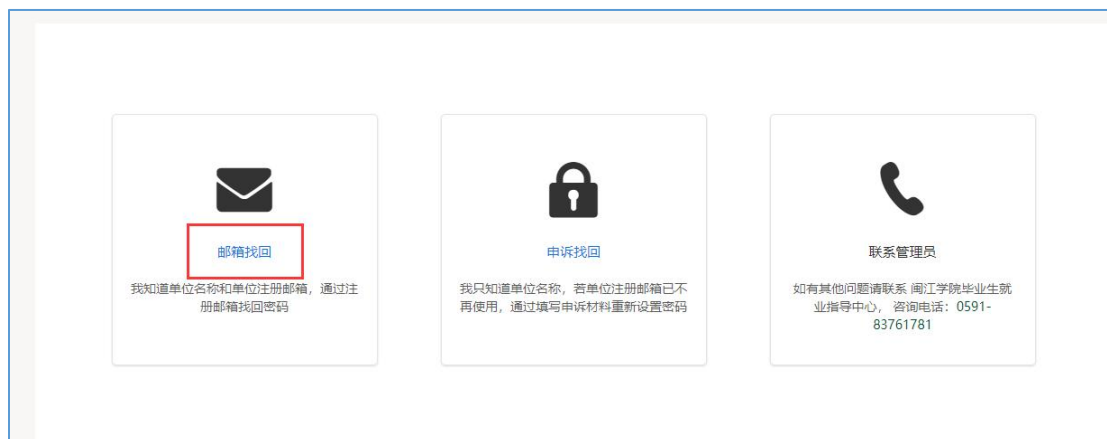 邮箱找回
我知道单位名称和单位注册邮箱，通过注
册邮箱找回密码
申诉找回
我只知道单位名称，若单位注册邮箱已不
再使用，通过填写申诉材料重新设置密码
联系管理员
如有其他问题请联系 闽江学院毕业生就
业指导中心， 咨询电话：0591-
83761781